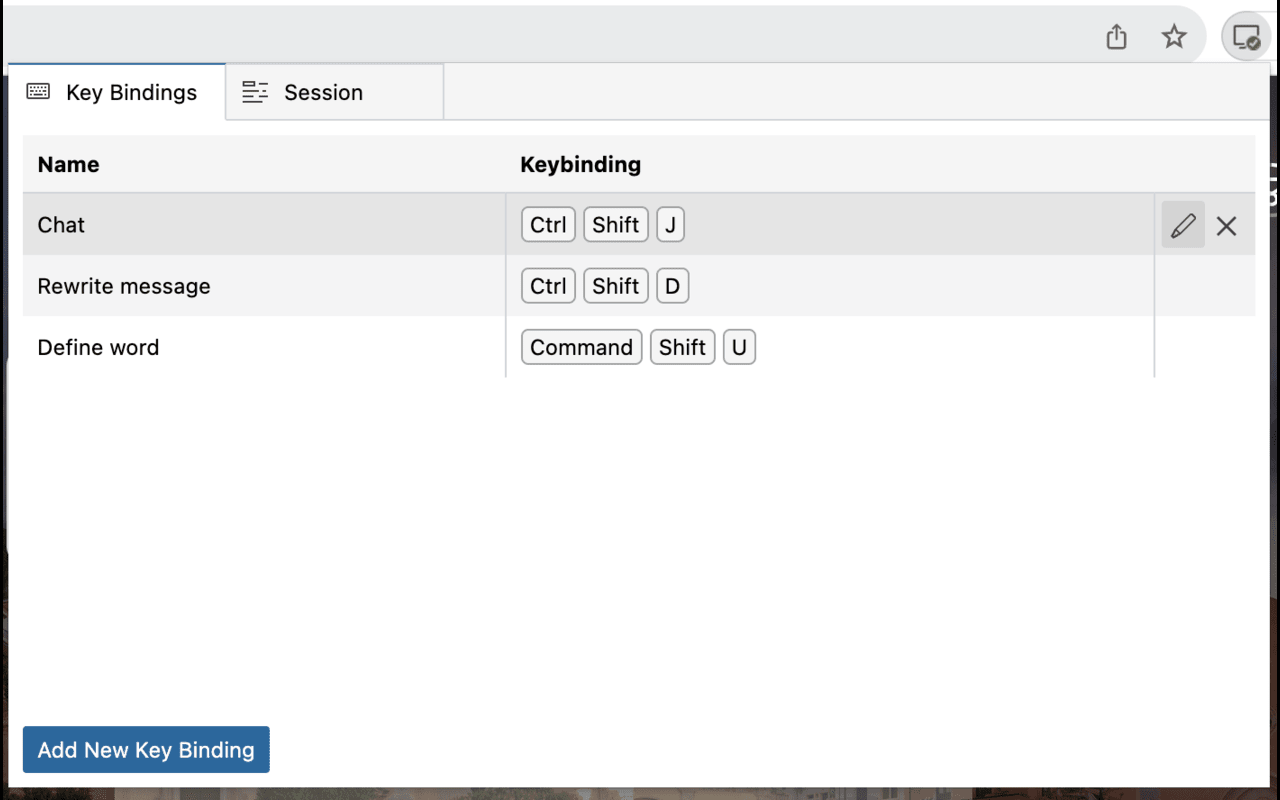 Key Bindings Session
Name Keybinding
Chat Ctrl Shift J
Rewrite message Ctrl Shift D
Define word Command Shift U
Add New Key Binding